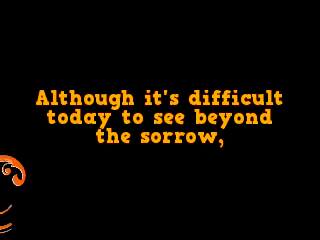 Although it's difficult
today to see beyond
the sorrow,